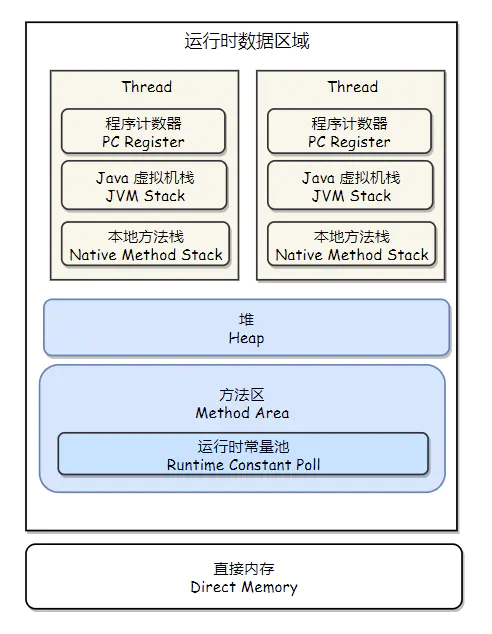 运行时数据区域
Thread
程序计数器
PC Register
Java 虚拟机栈
JVM Stack
本地方法栈
Native Method Stack
Thread
程序计数器
PC Register
Java 虚拟机栈
JVM Stack
本地方法栈
Native Method Stack
堆
Heap
方法区
Method Area
运行时常量池
Runtime Constant Poll
直接内存
Direct Memory